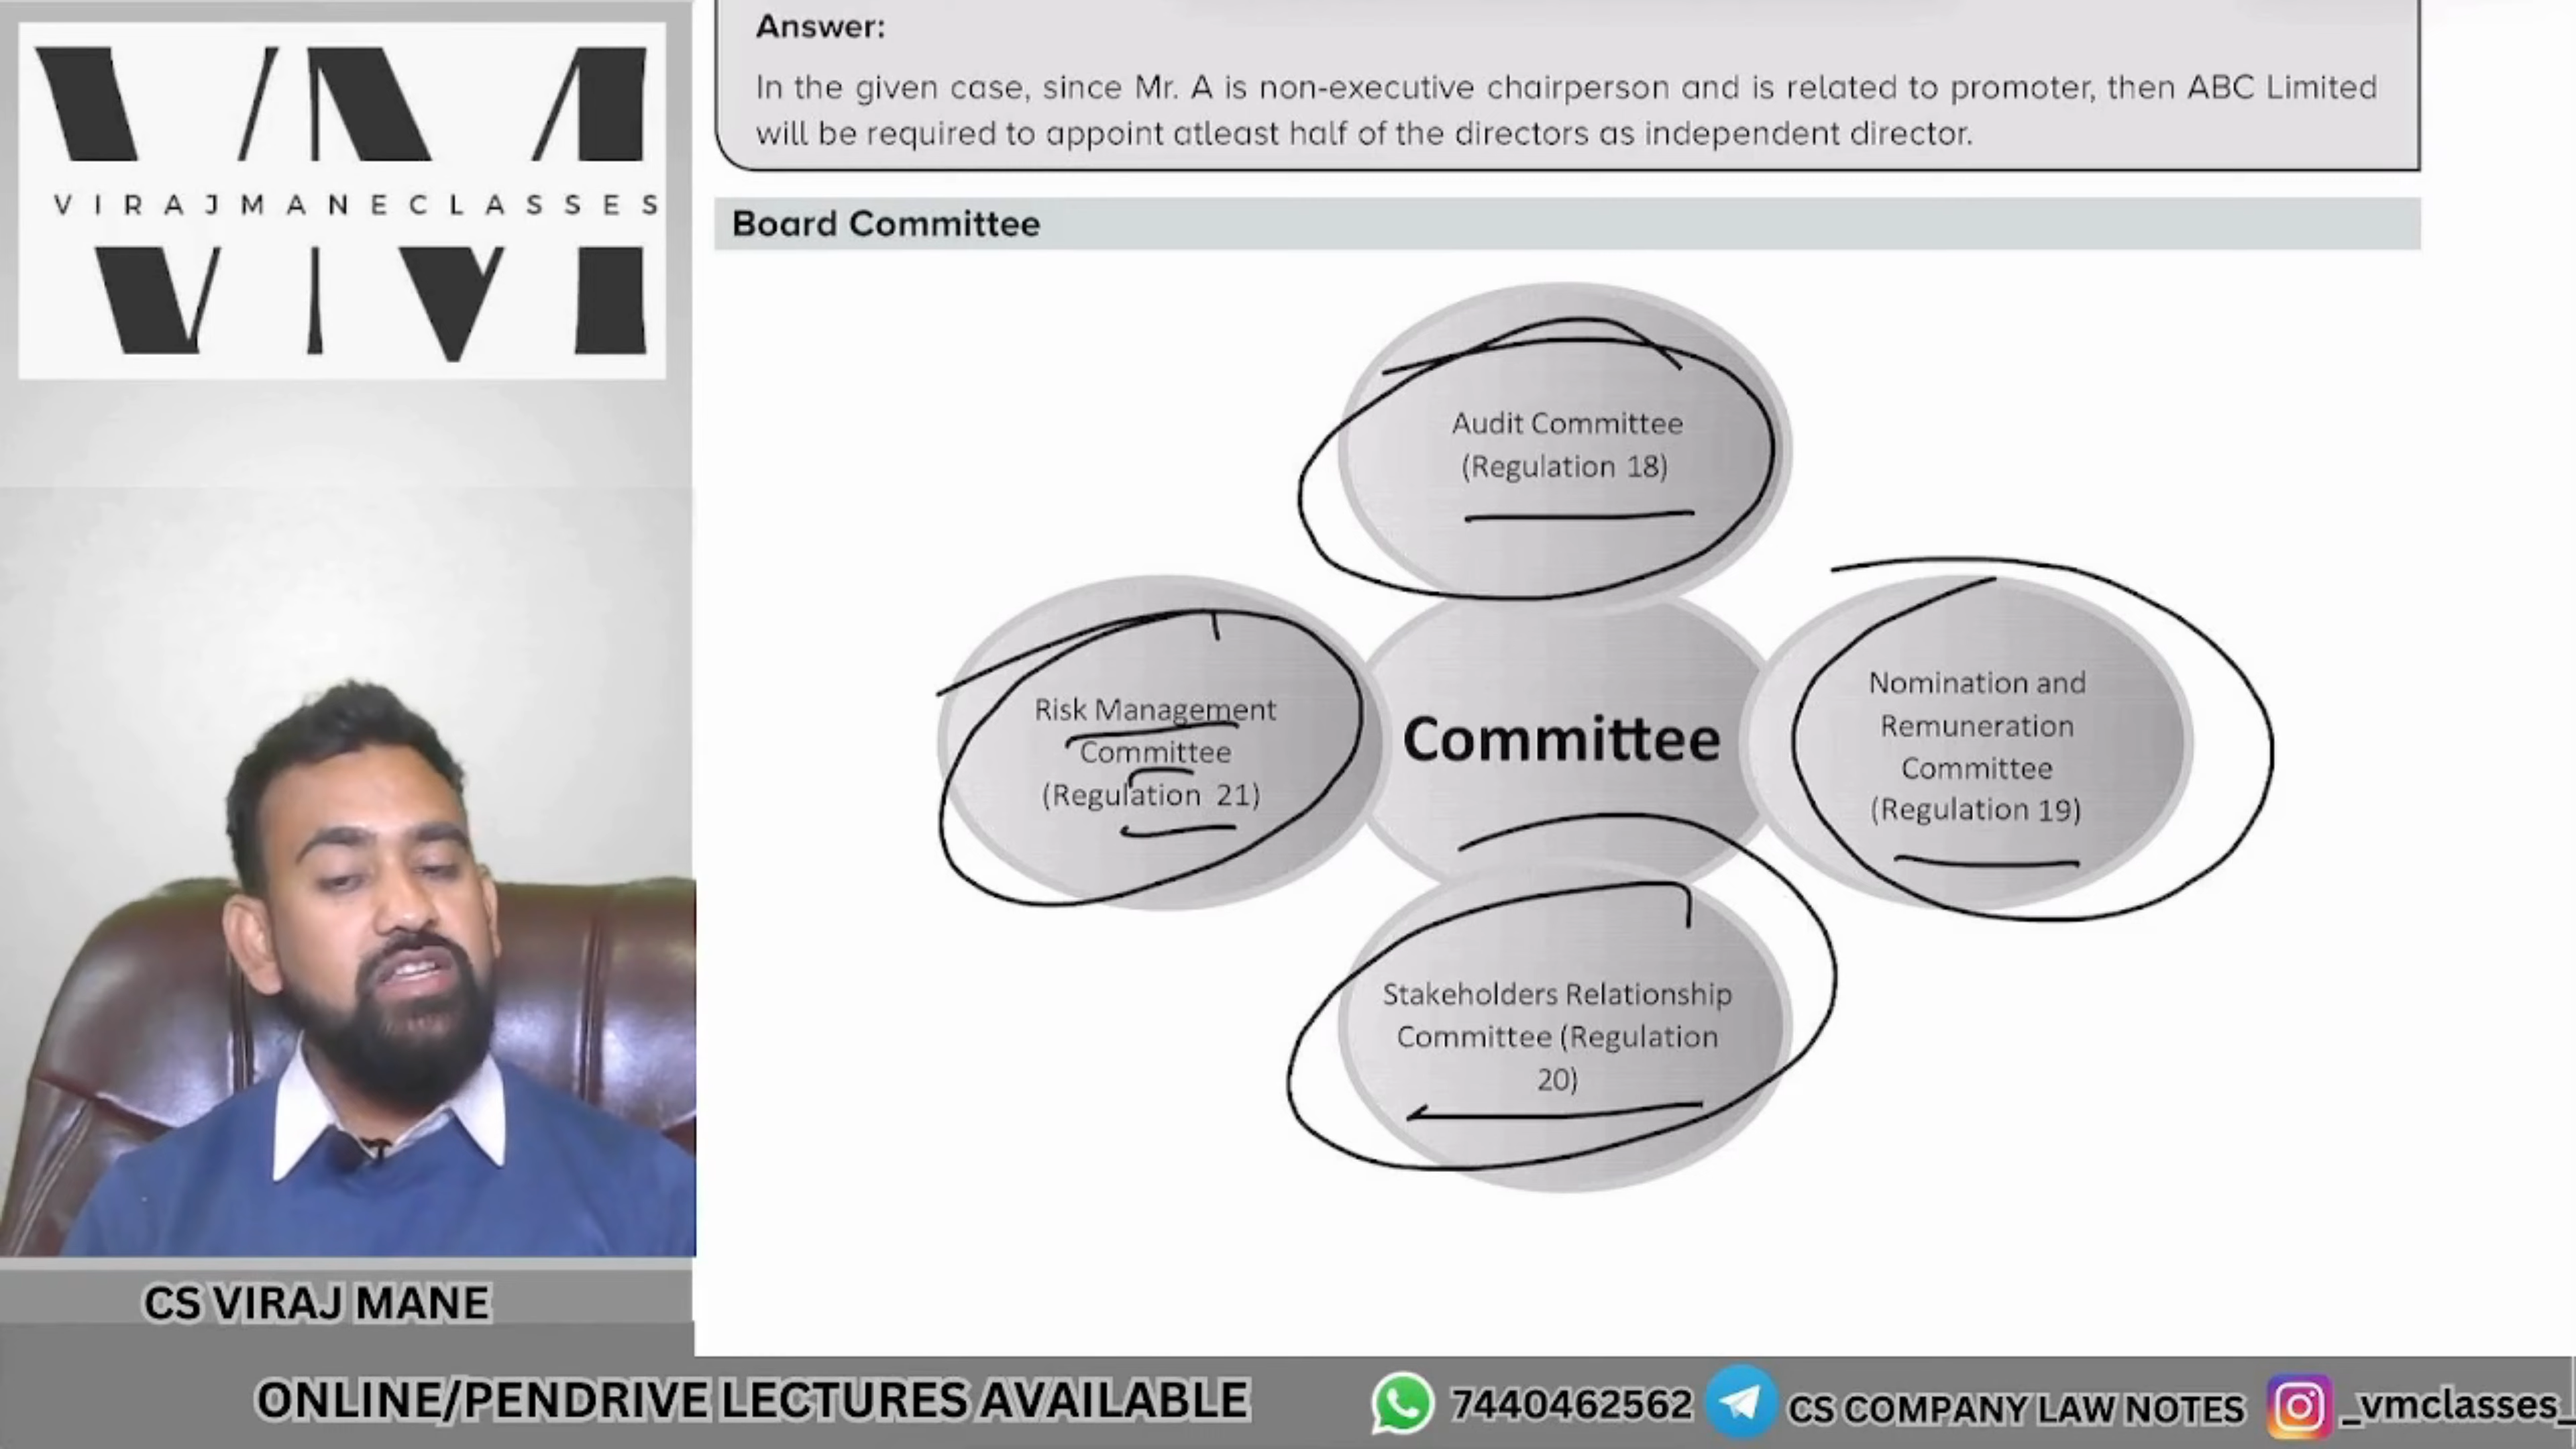 VIRAJMANECLASSES
Answer:
In the given case, since Mr. A is non-executive chairperson and is related to promoter, then ABC Limited
will be required to appoint atleast half of the directors as independent director.
Board Committee
Audit Committee
(Regulation 18)
Risk Management
Committee
(Regulation 21)
Committee
Nomination and
Remuneration
Committee
(Regulation 19)
Stakeholders Relationship
Committee (Regulation
20)
CS VIRAJ MANE
ONLINE/PENDRIVE LECTURES AVAILABLE
7440462562
CS COMPANY LAW NOTES
_vmclasses_